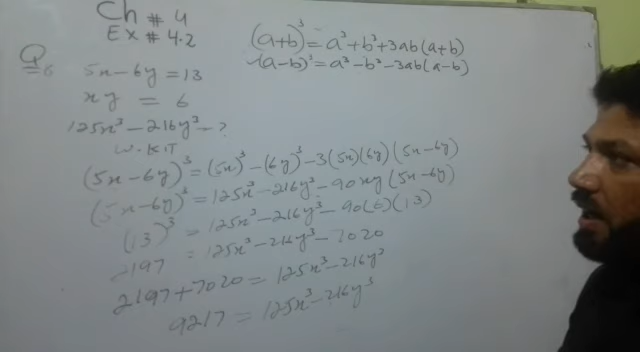 Ch # 4
Ex # 4.2
(a+b)³ = a³ + b³ + 3ab(a+b)
(a-b)³ = a³ - b³ - 3ab(a-b)
Q6
5x - 6y = 13
xy = 6
125x³ - 216y³ - ?
W.K.T
(5x-6y)³ = (5x)³ - (6y)³ - 3(5x)(6y)(5x-6y)
(5x-6y)³ = 125x³ - 216y³ - 90xy(5x-6y)
(13)³ = 125x³ - 216y³ - 90(6)(13)
2197 = 125x³ - 216y³ - 7020
2197 + 7020 = 125x³ - 216y³
9217 = 125x³ - 216y³